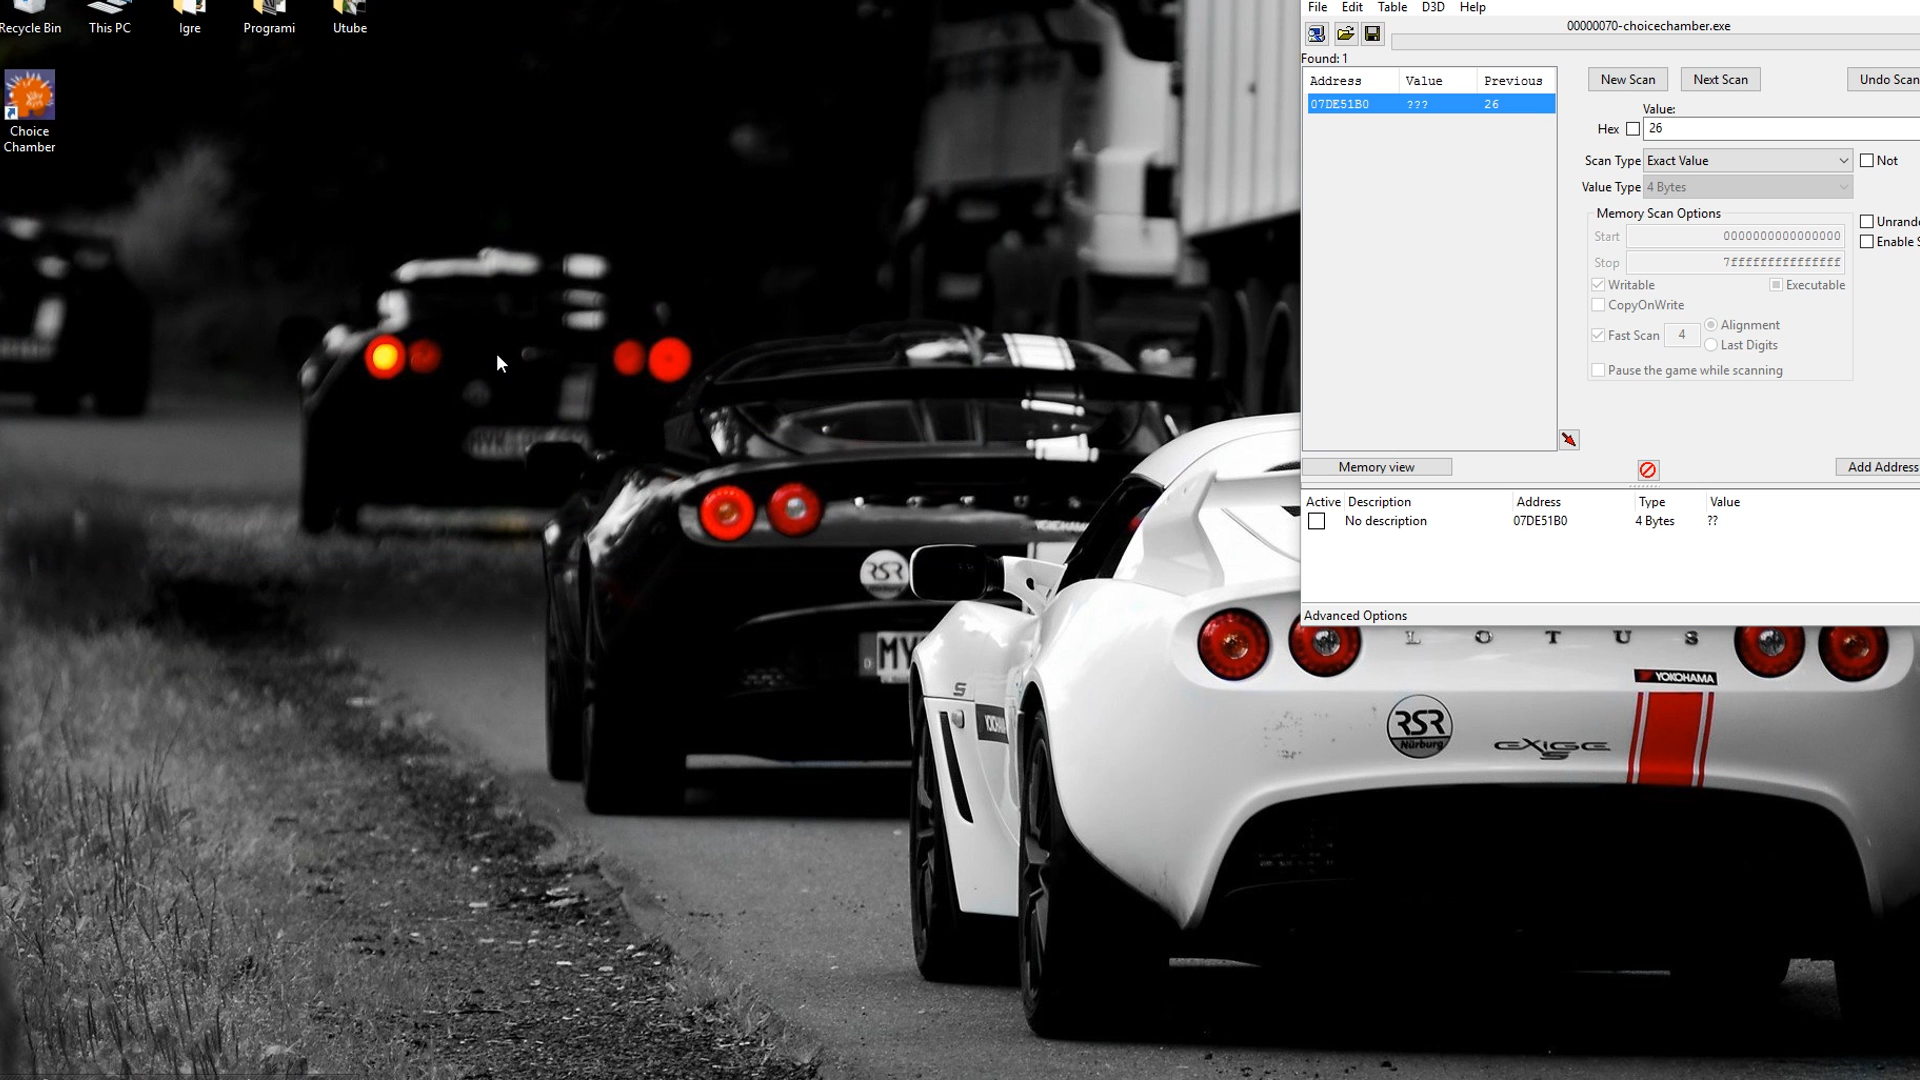 Recycle Bin
This PC
Igre
Programi
Utube
Choice
Chamber
File Edit Table D3D Help
00000070-choicechamber.exe
Found: 1
Address Value Previous
07DE51B0 ??? 26
New Scan Next Scan Undo Scan
Value:
Hex 26
Scan Type Exact Value Not
Value Type 4 Bytes
Memory Scan Options
Start 0000000000000000
Stop 7fffffffffffffff
Writable Executable
CopyOnWrite
Fast Scan 4 Alignment
Last Digits
Pause the game while scanning
Enable
Memory view
Add Address
Active Description Address Type Value
No description 07DE51B0 4 Bytes ??
Advanced Options
LOTUS
YOKOHAMA
RSR
Nürburg
EXIGE
S
RSR
D MV
S